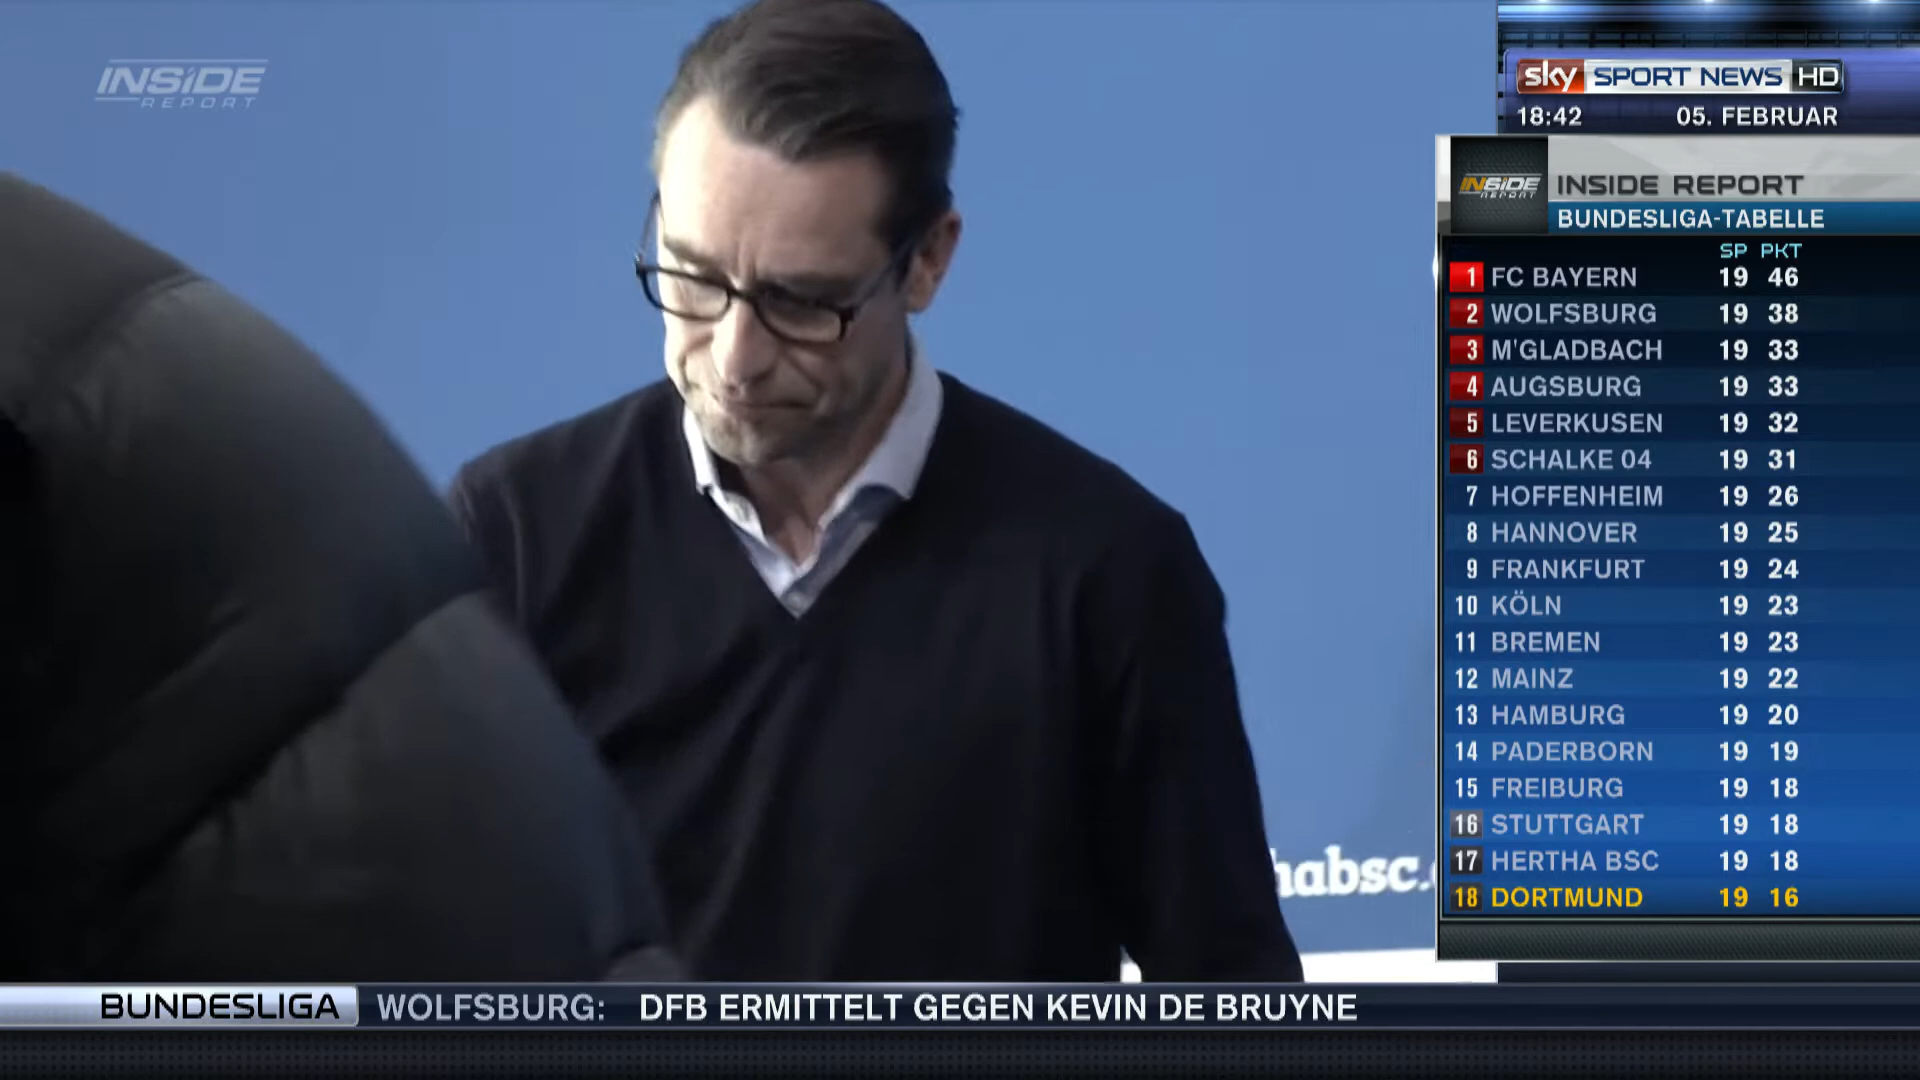 INSIDE
REPORT
sky SPORT NEWS HD
18:42 05. FEBRUAR
INSIDE REPORT
INSIDE REPORT
BUNDESLIGA-TABELLE
SP PKT
1 FC BAYERN 19 46
2 WOLFSBURG 19 38
3 M'GLADBACH 19 33
4 AUGSBURG 19 33
5 LEVERKUSEN 19 32
6 SCHALKE 04 19 31
7 HOFFENHEIM 19 26
8 HANNOVER 19 25
9 FRANKFURT 19 24
10 KÖLN 19 23
11 BREMEN 19 23
12 MAINZ 19 22
13 HAMBURG 19 20
14 PADERBORN 19 19
15 FREIBURG 19 18
16 STUTTGART 19 18
17 HERTHA BSC 19 18
18 DORTMUND 19 16
habsc.
BUNDESLIGA WOLFSBURG: DFB ERMITTELT GEGEN KEVIN DE BRUYNE